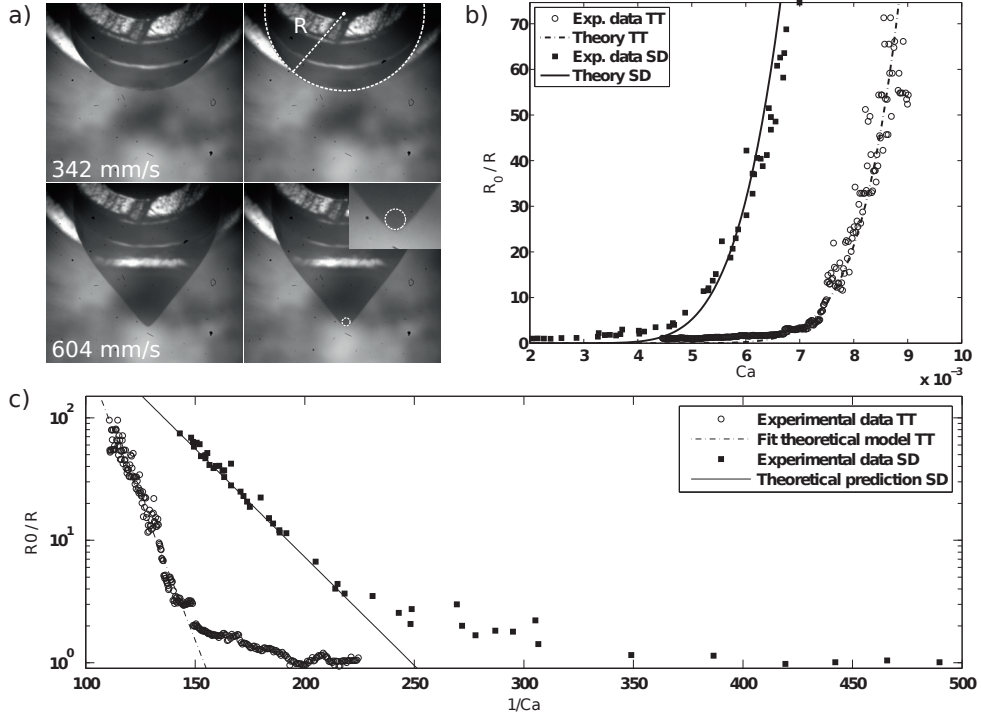 a)
R
342 mm/s
604 mm/s
b)
Exp. data TT
Theory TT
Exp. data SD
Theory SD
R₀ / R
70
60
50
40
30
20
10
0
2 3 4 5 6 7 8 9 10
Ca
x 10⁻³
c)
Experimental data TT
Fit theoretical model TT
Experimental data SD
Theoretical prediction SD
R0 / R
10²
10¹
10⁰
100 150 200 250 300 350 400 450 500
1/Ca